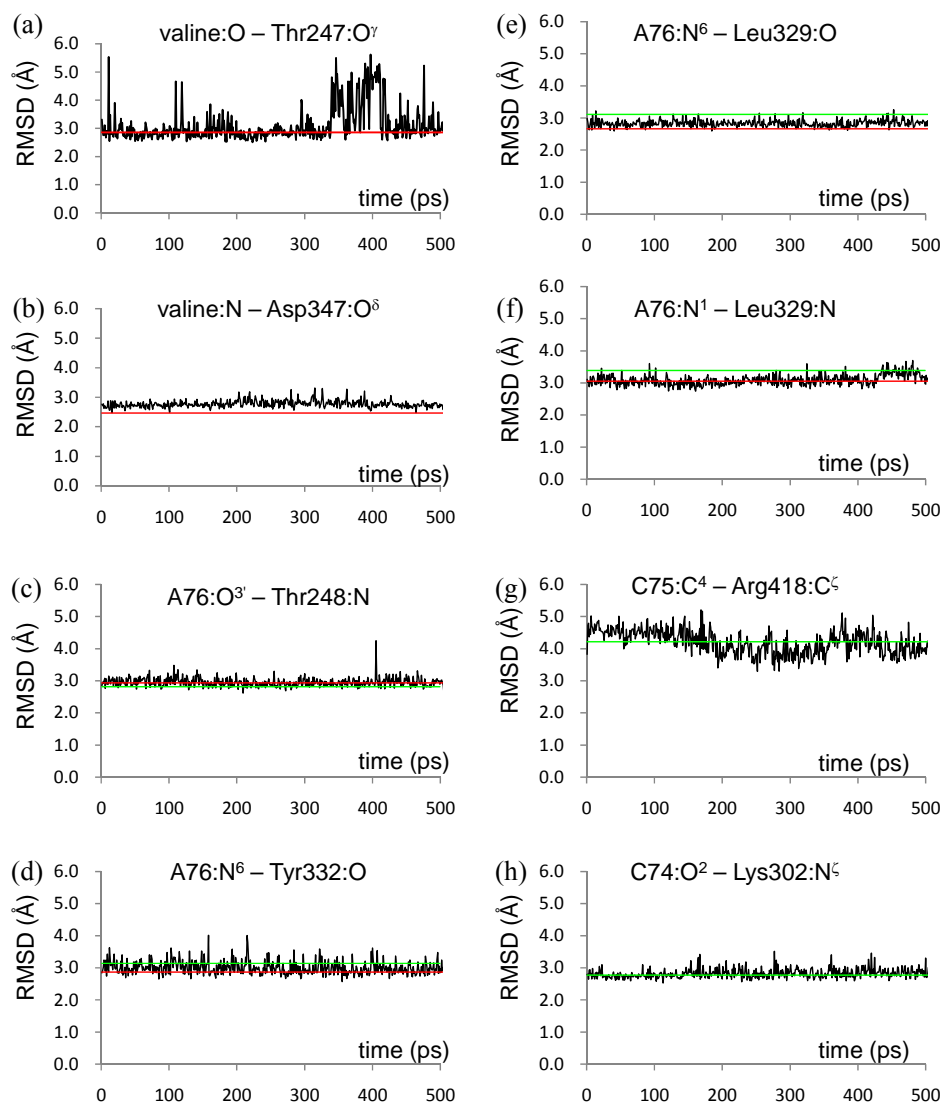 (a)
valine:O – Thr247:Oᵞ
RMSD (Å)
6.0
5.0
4.0
3.0
2.0
1.0
0.0
time (ps)
0 100 200 300 400 500
(e)
A76:N⁶ – Leu329:O
RMSD (Å)
6.0
5.0
4.0
3.0
2.0
1.0
0.0
time (ps)
0 100 200 300 400 500
(b)
valine:N – Asp347:Oᵟ
RMSD (Å)
6.0
5.0
4.0
3.0
2.0
1.0
0.0
time (ps)
0 100 200 300 400 500
(f)
A76:N¹ – Leu329:N
RMSD (Å)
6.0
5.0
4.0
3.0
2.0
1.0
0.0
time (ps)
0 100 200 300 400 500
(c)
A76:O³' – Thr248:N
RMSD (Å)
6.0
5.0
4.0
3.0
2.0
1.0
0.0
time (ps)
0 100 200 300 400 500
(g)
C75:C⁴ – Arg418:C^ζ
RMSD (Å)
6.0
5.0
4.0
3.0
2.0
1.0
0.0
time (ps)
0 100 200 300 400 500
(d)
A76:N⁶ – Tyr332:O
RMSD (Å)
6.0
5.0
4.0
3.0
2.0
1.0
0.0
time (ps)
0 100 200 300 400 500
(h)
C74:O² – Lys302:N^ζ
RMSD (Å)
6.0
5.0
4.0
3.0
2.0
1.0
0.0
time (ps)
0 100 200 300 400 500